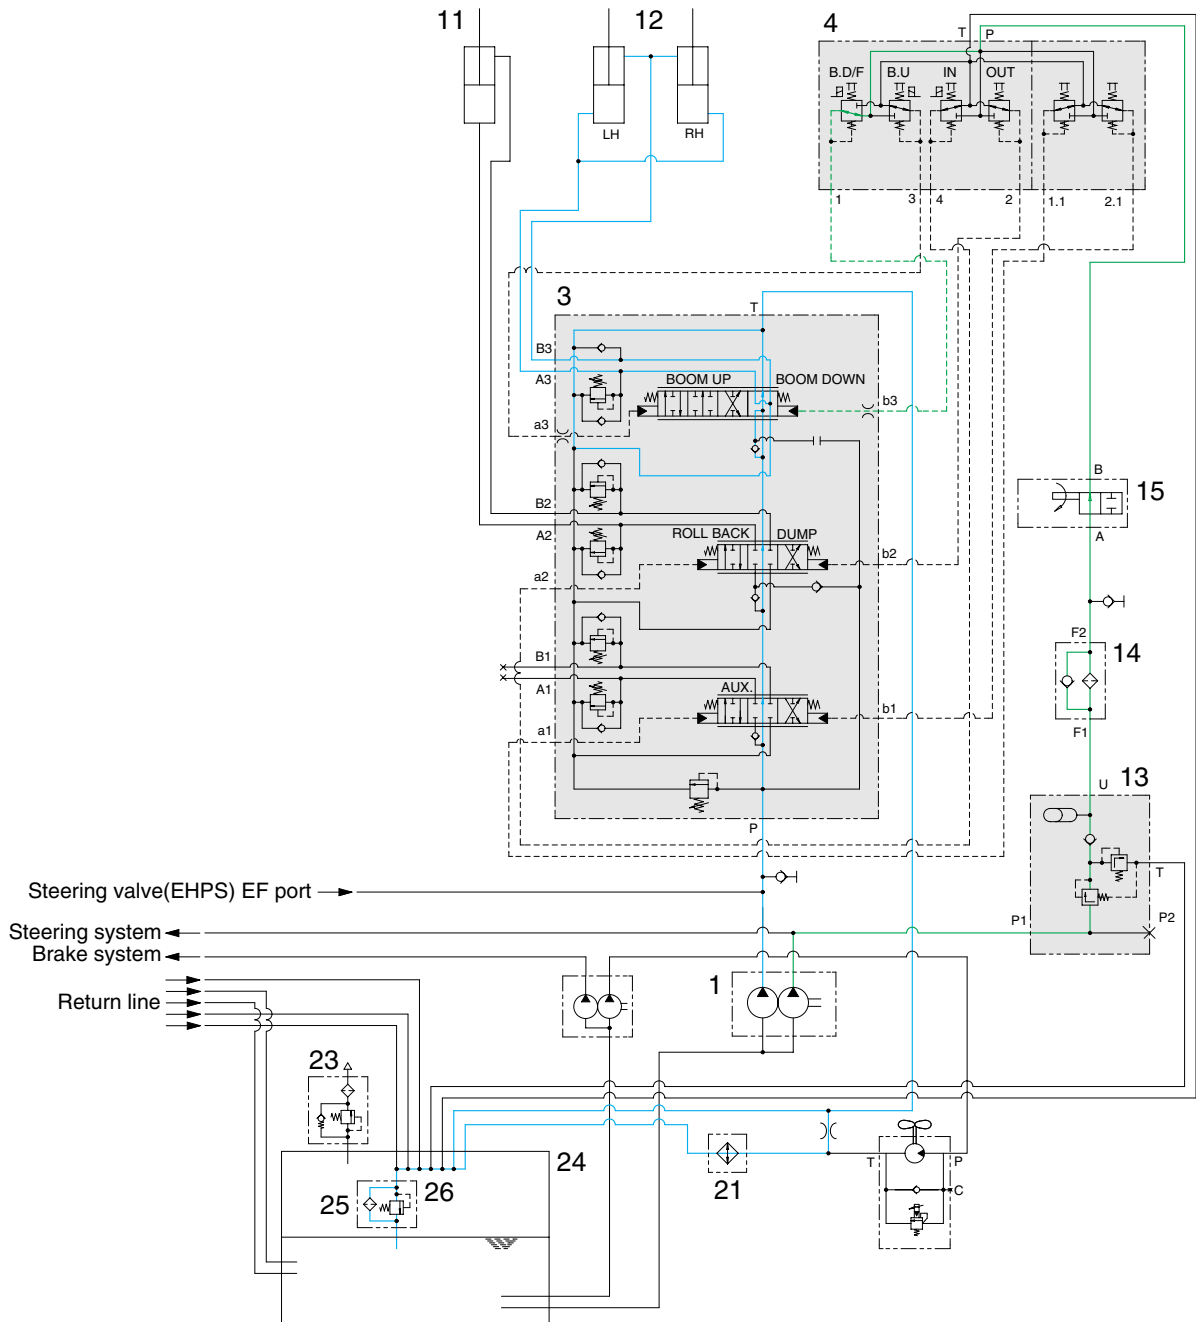 11
12
4
T P
B.D/F B.U IN OUT
LH RH
1 3 4 2 1.1 2.1
3
T
B3
A3 BOOM UP BOOM DOWN
b3
a3
B
15
B2
A2 ROLL BACK DUMP A
b2
a2
F2
14
B1
A1 AUX.
b1
a1 F1
U 13
P
T
Steering valve(EHPS) EF port
P1 P2
Steering system
Brake system
1
Return line
23
24
T P
25 26 21 C